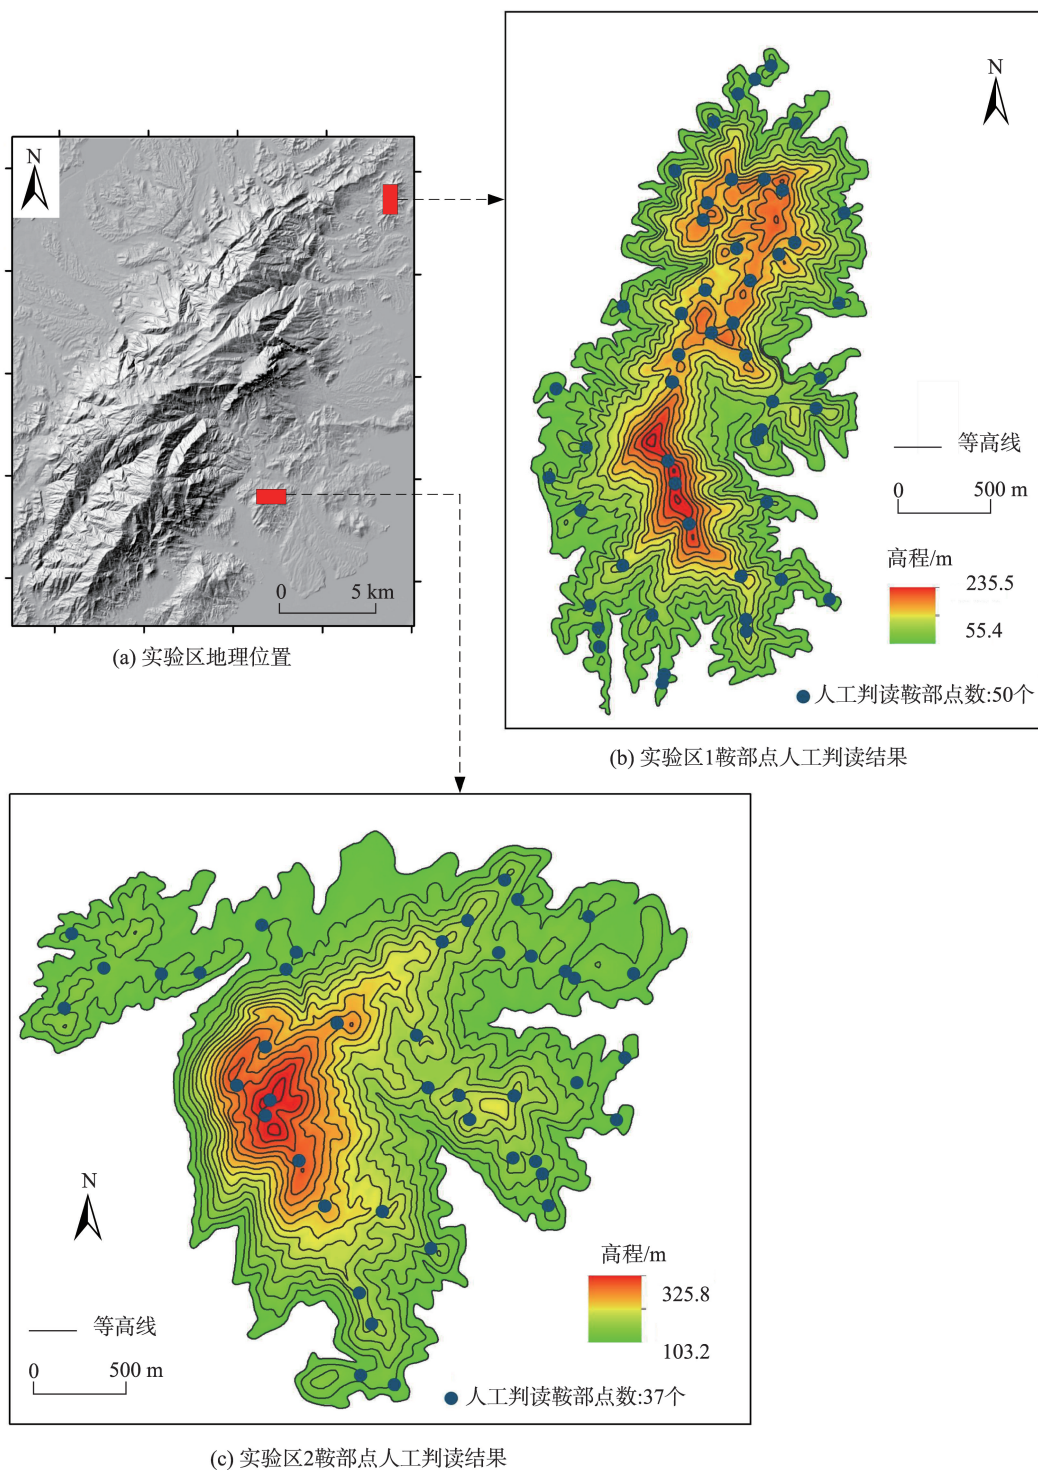 N
0 5 km
(a) 实验区地理位置
N
等高线
0 500 m
高程/m
235.5
55.4
人工判读鞍部点数:50个
(b) 实验区1鞍部点人工判读结果
N
等高线
0 500 m
高程/m
325.8
103.2
人工判读鞍部点数:37个
(c) 实验区2鞍部点人工判读结果